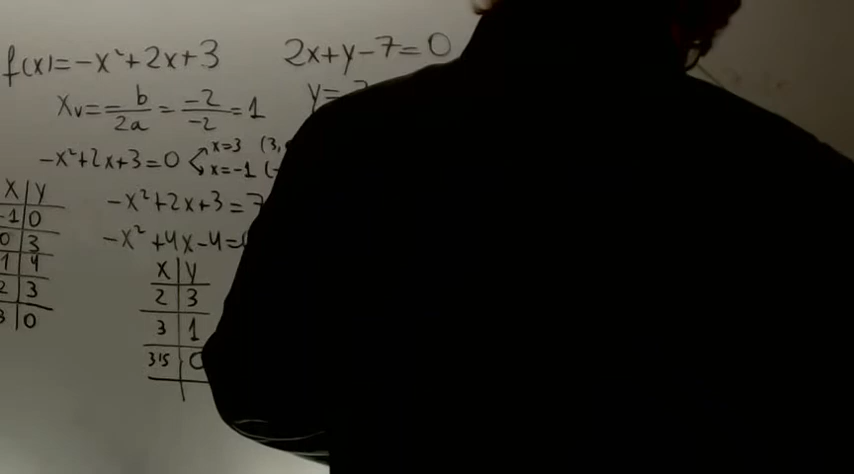 f(x)=-x²+2x+3
2x+y-7=0
y=
Xv=-b/2a=-2/-2=1
-x²+2x+3=0 x=3 (3,
x=-1 (-
-x²+2x+3=7
-x²+4x-4=
X|Y
-1|0
0|3
1|4
2|3
3|0
X|Y
2|3
3|1
3'5|0